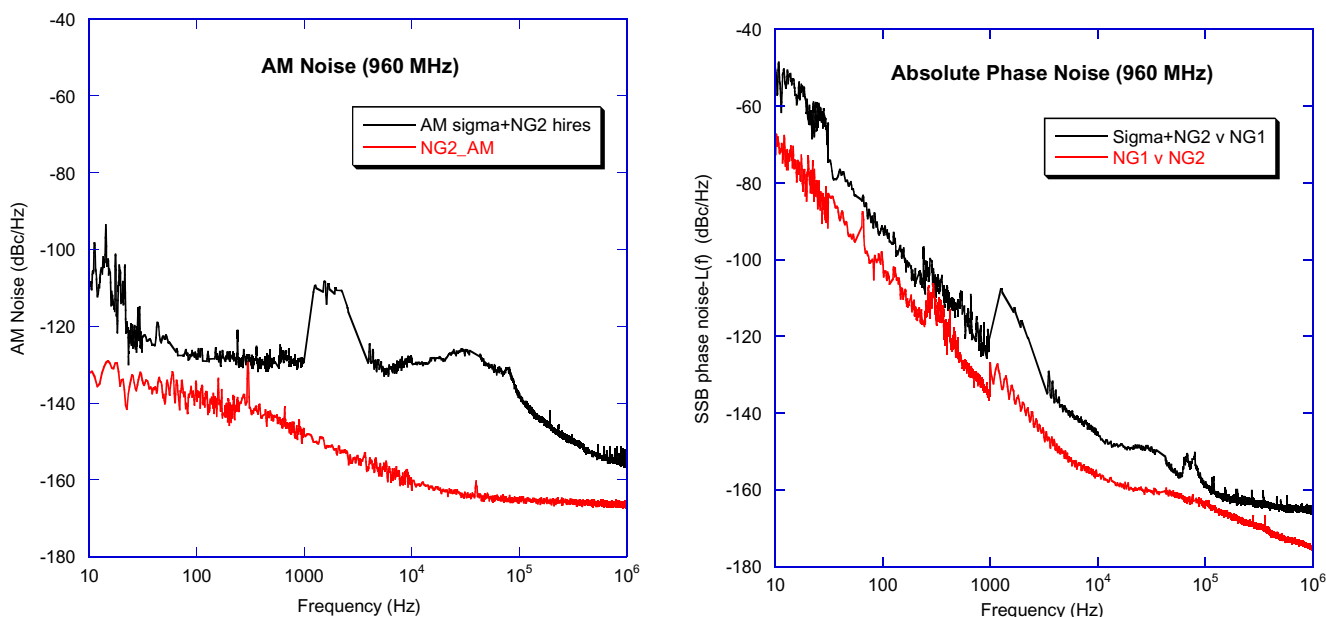 -40
-60
-80
-100
-120
-140
-160
-180
AM Noise (dBc/Hz)
AM Noise (960 MHz)
AM sigma+NG2 hires
NG2_AM
10 100 1000 10⁴ 10⁵ 10⁶
Frequency (Hz)
-40
-60
-80
-100
-120
-140
-160
-180
SSB phase noise-L(f) (dBc/Hz)
Absolute Phase Noise (960 MHz)
Sigma+NG2 v NG1
NG1 v NG2
10 100 1000 10⁴ 10⁵ 10⁶
Frequency (Hz)